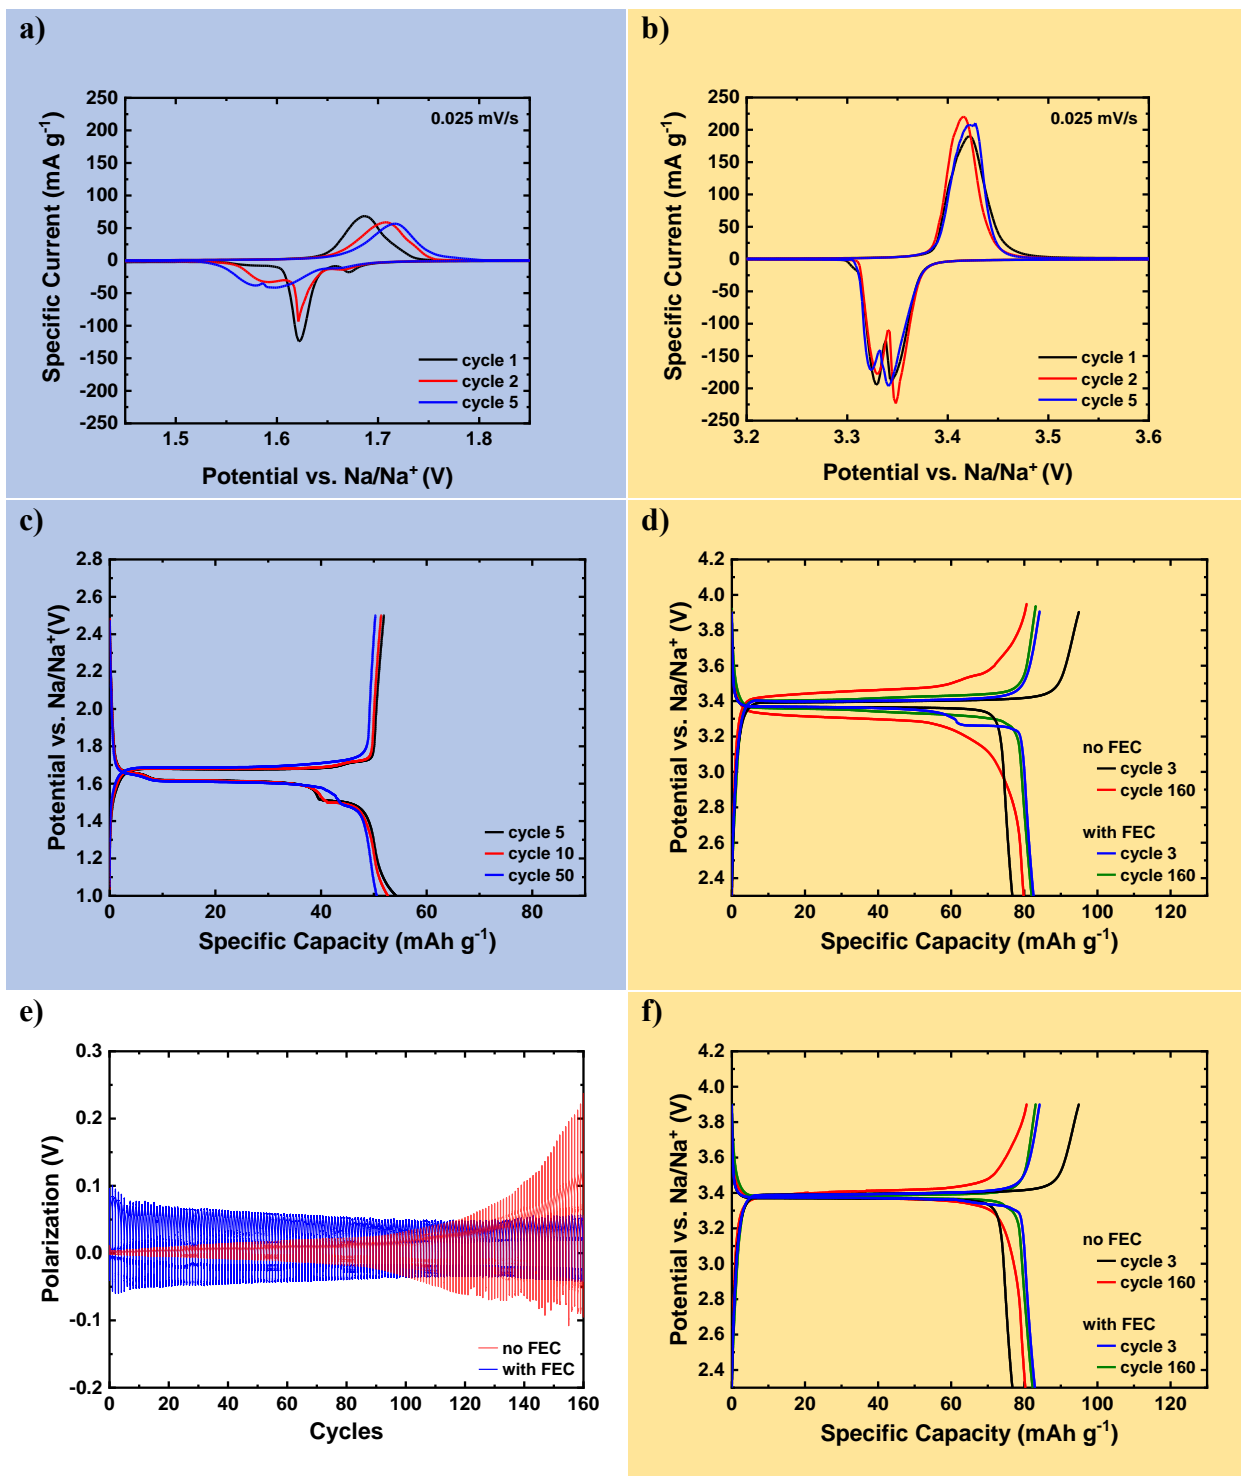 a)
250
200
150
100
50
0
-50
-100
-150
-200
-250
Specific Current (mA g⁻¹)
0.025 mV/s
cycle 1
cycle 2
cycle 5
1.5 1.6 1.7 1.8
Potential vs. Na/Na⁺ (V)
b)
250
200
150
100
50
0
-50
-100
-150
-200
-250
Specific Current (mA g⁻¹)
0.025 mV/s
cycle 1
cycle 2
cycle 5
3.2 3.3 3.4 3.5 3.6
Potential vs. Na/Na⁺ (V)
c)
2.8
2.6
2.4
2.2
2.0
1.8
1.6
1.4
1.2
1.0
Potential vs. Na/Na⁺(V)
cycle 5
cycle 10
cycle 50
0 20 40 60 80
Specific Capacity (mAh g⁻¹)
d)
4.2
4.0
3.8
3.6
3.4
3.2
3.0
2.8
2.6
2.4
Potential vs. Na/Na⁺ (V)
no FEC
cycle 3
cycle 160
with FEC
cycle 3
cycle 160
0 20 40 60 80 100 120
Specific Capacity (mAh g⁻¹)
e)
0.3
0.2
0.1
0.0
-0.1
-0.2
Polarization (V)
no FEC
with FEC
0 20 40 60 80 100 120 140 160
Cycles
f)
4.2
4.0
3.8
3.6
3.4
3.2
3.0
2.8
2.6
2.4
Potential vs. Na/Na⁺ (V)
no FEC
cycle 3
cycle 160
with FEC
cycle 3
cycle 160
0 20 40 60 80 100 120
Specific Capacity (mAh g⁻¹)